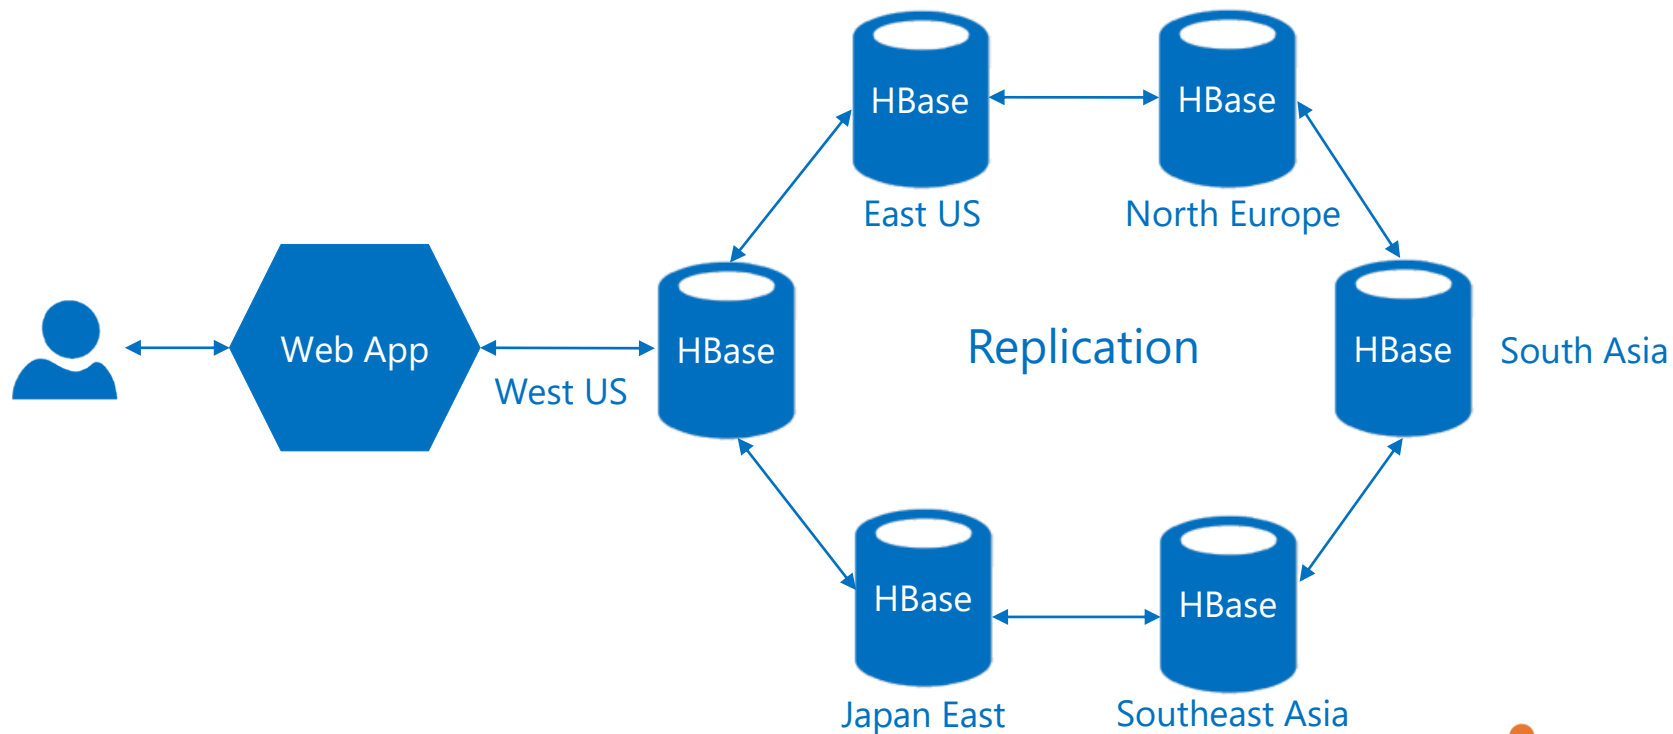 HBase
HBase
East US
North Europe
Web App
West US
HBase
Replication
HBase
South Asia
HBase
HBase
Japan East
Southeast Asia